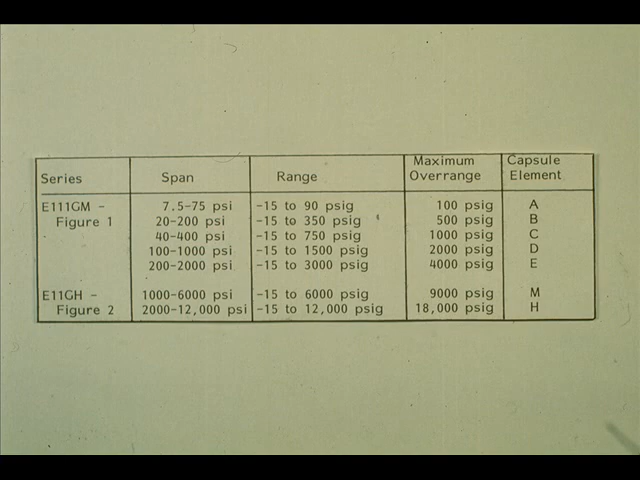 Series Span Range Maximum Overrange Capsule Element
E111GM – 7.5-75 psi -15 to 90 psig 100 psig A
Figure 1 20-200 psi -15 to 350 psig 500 psig B
40-400 psi -15 to 750 psig 1000 psig C
100-1000 psi -15 to 1500 psig 2000 psig D
200-2000 psi -15 to 3000 psig 4000 psig E
E11GH – 1000-6000 psi -15 to 6000 psig 9000 psig M
Figure 2 2000-12,000 psi -15 to 12,000 psig 18,000 psig H